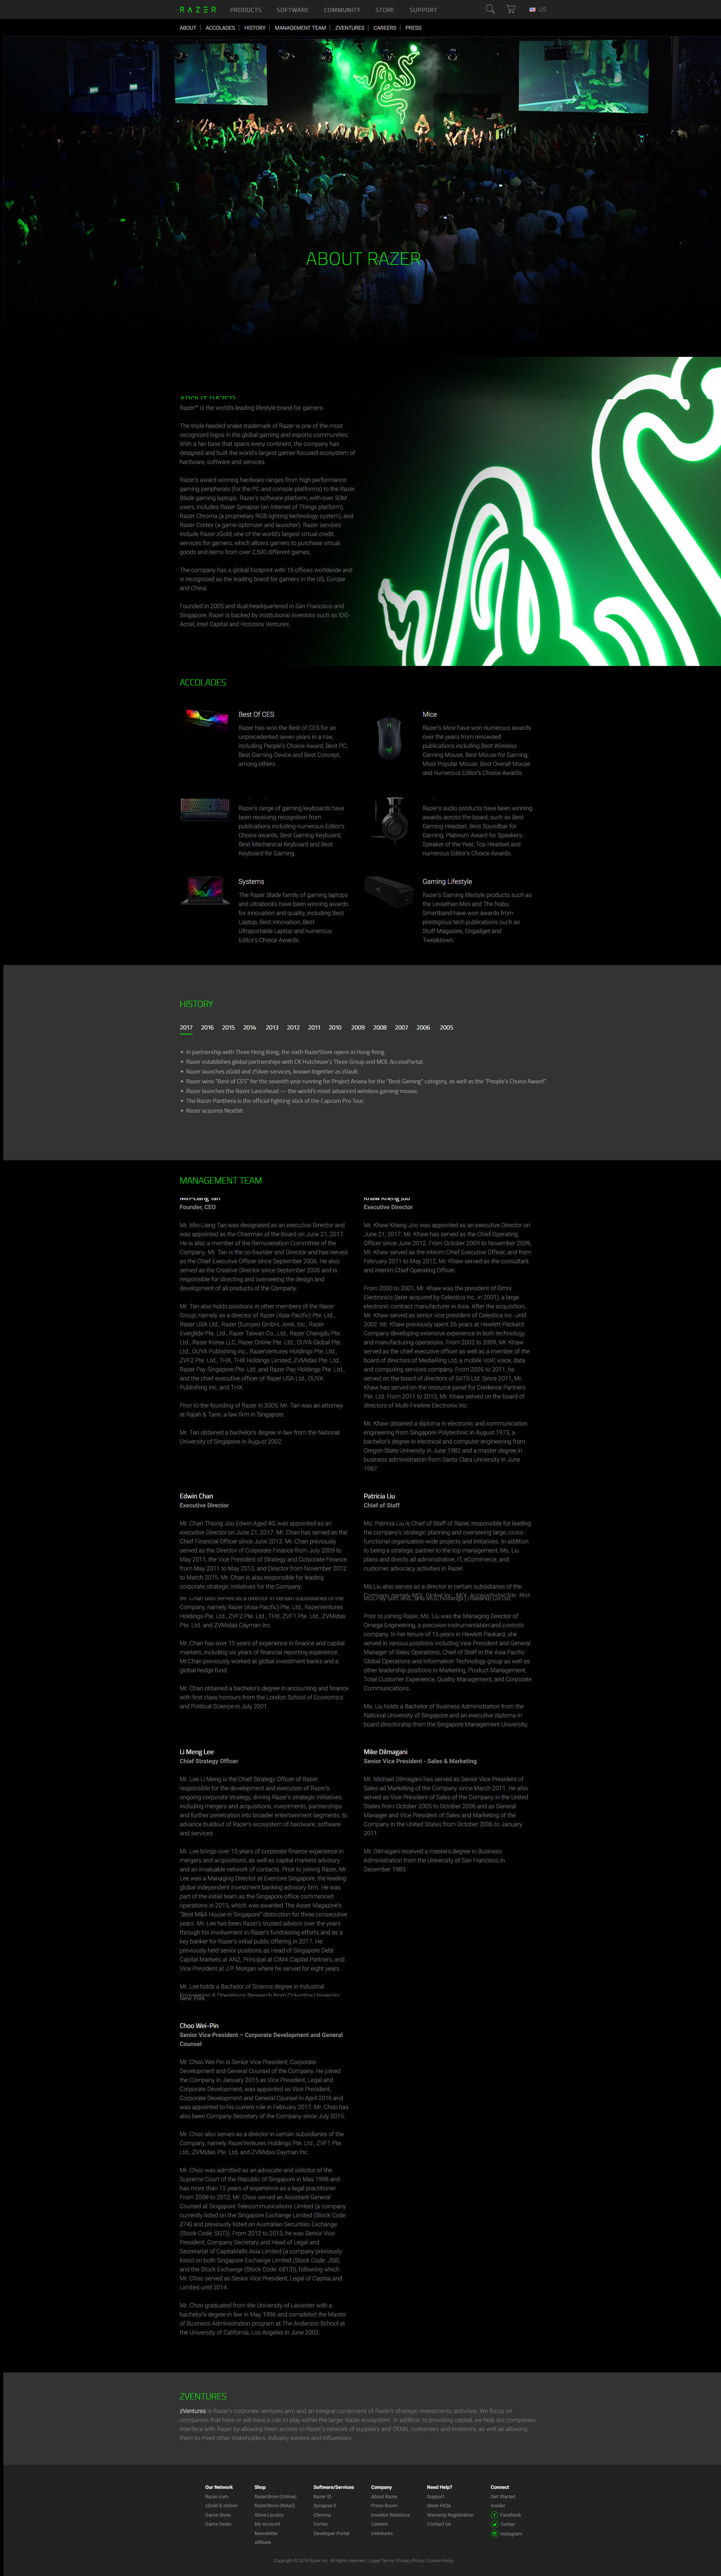 RAZER PRODUCTS SOFTWARE COMMUNITY STORE SUPPORT US
ABOUT | ACCOLADES | HISTORY | MANAGEMENT TEAM | ZVENTURES | CAREERS | PRESS
ABOUT RAZER
ABOUT RAZER
Razer™ is the world's leading lifestyle brand for gamers.
The triple-headed snake trademark of Razer is one of the most
recognized logos in the global gaming and esports communities.
With a fan base that spans every continent, the company has
designed and built the world's largest gamer-focused ecosystem of
hardware, software and services.
Razer's award-winning hardware ranges from high-performance
gaming peripherals (for the PC and console platforms) to the Razer
Blade gaming laptops. Razer's software platform, with over 50M
users, includes Razer Synapse (an Internet of Things platform),
Razer Chroma (a proprietary RGB lighting technology system), and
Razer Cortex (a game optimizer and launcher). Razer services
include Razer zGold, one of the world's largest virtual credit
services for gamers, which allows gamers to purchase virtual
goods and items from over 2,500 different games.
The company has a global footprint with 15 offices worldwide and
is recognized as the leading brand for gamers in the US, Europe
and China.
Founded in 2005 and dual-headquartered in San Francisco and
Singapore, Razer is backed by institutional investors such as IDG-
Accel, Intel Capital and Horizons Ventures.
ACCOLADES
Best Of CES
Razer has won the Best of CES for an
unprecedented seven years in a row,
including People's Choice Award, Best PC,
Best Gaming Device and Best Concept,
among others.
Mice
Razer's Mice have won numerous awards
over the years from renowned
publications including Best Wireless
Gaming Mouse, Best Mouse for Gaming,
Most Popular Mouse, Best Overall Mouse
and numerous Editor's Choice Awards.
Razer's range of gaming keyboards have
been receiving recognition from
publications including numerous Editor's
Choice awards, Best Gaming Keyboard,
Best Mechanical Keyboard and Best
Keyboard for Gaming.
Razer's audio products have been winning
awards across the board, such as Best
Gaming Headset, Best Soundbar for
Gaming, Platinum Award for Speakers,
Speaker of the Year, Top Headset and
numerous Editor's Choice Awards.
Systems
The Razer Blade family of gaming laptops
and ultrabooks have been winning awards
for innovation and quality, including Best
Laptop, Best Innovation, Best
Ultraportable Laptop and numerous
Editor's Choice Awards.
Gaming Lifestyle
Razer's Gaming lifestyle products such as
the Leviathan Mini and The Nabu
Smartband have won awards from
prestigious tech publications such as
Stuff Magazine, Engadget and
Tweaktown.
HISTORY
2017 2016 2015 2014 2013 2012 2011 2010 2009 2008 2007 2006 2005
• In partnership with Three Hong Kong, the sixth RazerStore opens in Hong Kong.
• Razer establishes global partnerships with CK Hutchison's Three Group and MOL AccessPortal.
• Razer launches zGold and zSilver services, known together as zVault.
• Razer wins "Best of CES" for the seventh year running for Project Ariana for the "Best Gaming" category, as well as the "People's Choice Award".
• Razer launches the Razer Lancehead — the world's most advanced wireless gaming mouse.
• The Razer Panthera is the official fighting stick of the Capcom Pro Tour.
• Razer acquires Nextbit.
MANAGEMENT TEAM
Min-Liang Tan
Founder, CEO
Mr. Min-Liang Tan was designated as an executive Director and
was appointed as the Chairman of the Board on June 21, 2017.
He is also a member of the Remuneration Committee of the
Company. Mr. Tan is the co-founder and Director and has served
as the Chief Executive Officer since September 2006. He also
served as the Creative Director since September 2006 and is
responsible for directing and overseeing the design and
development of all products of the Company.
Mr. Tan also holds positions in other members of the Razer
Group, namely as a director of Razer (Asia-Pacific) Pte. Ltd.,
Razer USA Ltd., Razer (Europe) GmbH, Jook, Inc., Razer
Everglide Pte. Ltd., Razer Taiwan Co., Ltd., Razer Chengdu Pte.
Ltd., Razer Korea LLC, Razer Online Pte. Ltd., OUYA Global Pte.
Ltd., OUYA Publishing Inc., RazerVentures Holdings Pte. Ltd.,
ZVF2 Pte. Ltd., THX, THX Holdings Limited, ZVMidas Pte. Ltd.,
Razer Pay Singapore Pte. Ltd. and Razer Pay Holdings Pte. Ltd.,
and the chief executive officer of Razer USA Ltd., OUYA
Publishing Inc. and THX.
Prior to the founding of Razer in 2005, Mr. Tan was an attorney
at Rajah & Tann, a law firm in Singapore.
Mr. Tan obtained a bachelor's degree in law from the National
University of Singapore in August 2002.
Khaw Kheng Joo
Executive Director
Mr. Khaw Kheng Joo was appointed as an executive Director on
June 21, 2017. Mr. Khaw has served as the Chief Operating
Officer since June 2012. From October 2009 to November 2009,
Mr. Khaw served as the interim Chief Executive Officer, and from
February 2011 to May 2012, Mr. Khaw served as the consultant
and interim Chief Operating Officer.
From 2000 to 2001, Mr. Khaw was the president of Omni
Electronics (later acquired by Celestica Inc. in 2001), a large
electronic contract manufacturer in Asia. After the acquisition,
Mr. Khaw served as senior vice president of Celestica Inc. until
2002. Mr. Khaw previously spent 26 years at Hewlett-Packard
Company developing extensive experience in both technology
and manufacturing operations. From 2002 to 2009, Mr. Khaw
served as the chief executive officer as well as a member of the
board of directors of MediaRing Ltd, a mobile VoIP, voice, data
and computing services company. From 2005 to 2011, he
served on the board of directors of SATS Ltd. Since 2011, Mr.
Khaw has served on the resource panel for Credence Partners
Pte. Ltd. From 2011 to 2013, Mr. Khaw served on the board of
directors of Multi-Fineline Electronix Inc.
Mr. Khaw obtained a diploma in electronic and communication
engineering from Singapore Polytechnic in August 1973, a
bachelor's degree in electrical and computer engineering from
Oregon State University in June 1982 and a master degree in
business administration from Santa Clara University in June
1987.
Edwin Chan
Executive Director
Mr. Chan Thiong Joo Edwin Aged 40, was appointed as an
executive Director on June 21, 2017. Mr. Chan has served as the
Chief Financial Officer since June 2013. Mr. Chan previously
served as the Director of Corporate Finance from July 2009 to
May 2011, the Vice President of Strategy and Corporate Finance
from May 2011 to May 2013, and Director from November 2012
to March 2015. Mr. Chan is also responsible for leading
corporate strategic initiatives for the Company.
Mr. Chan also serves as a director in certain subsidiaries of the
Company, namely Razer (Asia-Pacific) Pte. Ltd., RazerVentures
Holdings Pte. Ltd., ZVF2 Pte. Ltd., THX, ZVF1 Pte. Ltd., ZVMidas
Pte. Ltd. and ZVMidas Cayman Inc.
Mr. Chan has over 15 years of experience in finance and capital
markets, including six years of financial reporting experience.
Mr.Chan previously worked at global investment banks and a
global hedge fund.
Mr. Chan obtained a bachelor's degree in accounting and finance
with first class honours from the London School of Economics
and Political Science in July 2001.
Patricia Liu
Chief of Staff
Ms. Patricia Liu is Chief of Staff of Razer, responsible for leading
the company's strategic planning and overseeing large, cross-
functional organization-wide projects and initiatives. In addition
to being a strategic partner to the top management, Ms. Liu
plans and directs all administrative, IT, eCommerce, and
customer advocacy activities in Razer.
Ms Liu also serves as a director in certain subsidiaries of the
Company, namely MOL Global Inc., MOL AccessPortal Sdn. Bhd.
Prior to joining Razer, Ms. Liu was the Managing Director of
Omega Engineering, a precision instrumentation and controls
company. In her tenure of 15 years in Hewlett Packard, she
served in various positions including Vice President and General
Manager of Sales Operations, Chief of Staff in the Asia Pacific
Global Operations and Information Technology group as well as
other leadership positions in Marketing, Product Management,
Total Customer Experience, Quality Management, and Corporate
Communications.
Ms. Liu holds a Bachelor of Business Administration from the
National University of Singapore and an executive diploma in
board directorship from the Singapore Management University.
Li Meng Lee
Chief Strategy Officer
Mr. Lee Li Meng is the Chief Strategy Officer of Razer,
responsible for the development and execution of Razer's
ongoing corporate strategy, driving Razer's strategic initiatives,
including mergers and acquisitions, investments, partnerships
and further penetration into broader entertainment segments, to
advance buildout of Razer's ecosystem of hardware, software
and services.
Mr. Lee brings over 15 years of corporate finance experience in
mergers and acquisitions, as well as capital markets advisory
and an invaluable network of contacts. Prior to joining Razer, Mr.
Lee was a Managing Director at Evercore Singapore, the leading
global independent investment banking advisory firm. He was
part of the initial team as the Singapore office commenced
operations in 2013, which was awarded The Asset Magazine's
"Best M&A House in Singapore" distinction for three consecutive
years. Mr. Lee has been Razer's trusted advisor over the years
through his involvement in Razer's fundraising efforts and as a
key banker for Razer's initial public offering in 2017. He
previously held senior positions as Head of Singapore Debt
Capital Markets at ANZ, Principal at CIMA Capital Partners, and
Vice President at J.P. Morgan where he served for eight years.
Mr. Lee holds a Bachelor of Science degree in Industrial
Engineering & Operations Research from Columbia University,
New York.
Mike Dilmagani
Senior Vice President - Sales & Marketing
Mr. Michael Dilmagani has served as Senior Vice President of
Sales ad Marketing of the Company since March 2011. He also
served as Vice President of Sales of the Company in the United
States from October 2005 to October 2006 and as General
Manager and Vice President of Sales and Marketing of the
Company in the United States from October 2006 to January
2011.
Mr. Dilmagani received a masters degree in Business
Administration from the University of San Francisco in
December 1983.
Choo Wei-Pin
Senior Vice President – Corporate Development and General
Counsel
Mr. Choo Wei Pin is Senior Vice President, Corporate
Development and General Counsel of the Company. He joined
the Company in January 2015 as Vice President, Legal and
Corporate Development, was appointed as Vice President,
Corporate Development and General Counsel in April 2016 and
was appointed to his current role in February 2017. Mr. Choo has
also been Company Secretary of the Company since July 2015.
Mr. Choo also serves as a director in certain subsidiaries of the
Company, namely RazerVentures Holdings Pte. Ltd., ZVF1 Pte.
Ltd., ZVMidas Pte. Ltd. and ZVMidas Cayman Inc.
Mr. Choo was admitted as an advocate and solicitor of the
Supreme Court of the Republic of Singapore in May 1998 and
has more than 15 years of experience as a legal practitioner.
From 2008 to 2012, Mr. Choo served as Assistant General
Counsel at Singapore Telecommunications Limited (a company
currently listed on the Singapore Exchange Limited (Stock Code:
Z74) and previously listed on Australian Securities Exchange
(Stock Code: SGT)). From 2012 to 2013, he was Senior Vice
President, Company Secretary and Head of Legal and
Secretariat of CapitaMalls Asia Limited (a company previously
listed on both Singapore Exchange Limited (Stock Code: JS8)
and the Stock Exchange (Stock Code: 6813)), following which
Mr. Choo served as Senior Vice President, Legal of CapitaLand
Limited until 2014.
Mr. Choo graduated from the University of Leicester with a
bachelor's degree in law in May 1996 and completed the Master
of Business Administration program at The Anderson School at
the University of California, Los Angeles in June 2002.
ZVENTURES
zVentures is Razer's corporate ventures arm and an integral component of Razer's strategic investments activities. We focus on
companies that have or will have a role to play within the larger Razer ecosystem. In addition to providing capital, we help our companies
interface with Razer by allowing them access to Razer's network of suppliers and OEMs, customers and investors, as well as allowing
them to meet other stakeholders, industry leaders and influencers.
Our Network
Razer.com
zGold & zSilver
Game Store
Game Deals
Shop
RazerStore (Online)
RazerStore (Retail)
Store Locator
My Account
Newsletter
Affiliate
Software/Services
Razer ID
Synapse 3
Chroma
Cortex
Developer Portal
Company
About Razer
Press Room
Investor Relations
Careers
zVentures
Need Help?
Support
Store FAQs
Warranty Registration
Contact Us
Connect
Get Started
Insider
Facebook
Twitter
Instagram
Copyright © 2018 Razer Inc. All rights reserved. | Legal Terms | Privacy Policy | Cookie Policy